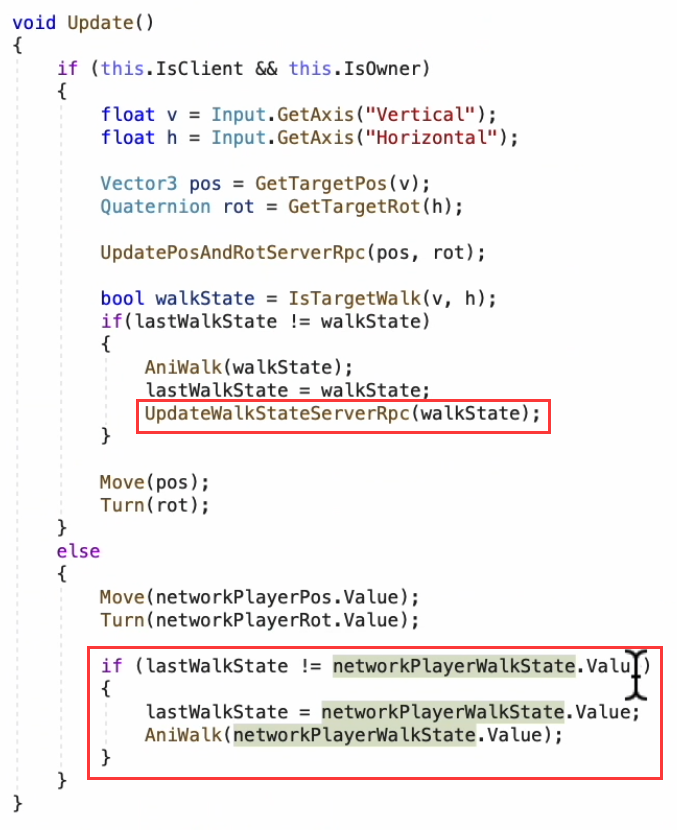 void Update()
{
if (this.IsClient && this.IsOwner)
{
float v = Input.GetAxis("Vertical");
float h = Input.GetAxis("Horizontal");
Vector3 pos = GetTargetPos(v);
Quaternion rot = GetTargetRot(h);
UpdatePosAndRotServerRpc(pos, rot);
bool walkState = IsTargetWalk(v, h);
if(lastWalkState != walkState)
{
AniWalk(walkState);
lastWalkState = walkState;
UpdateWalkStateServerRpc(walkState);
}
Move(pos);
Turn(rot);
}
else
{
Move(networkPlayerPos.Value);
Turn(networkPlayerRot.Value);
if (lastWalkState != networkPlayerWalkState.Value)
{
lastWalkState = networkPlayerWalkState.Value;
AniWalk(networkPlayerWalkState.Value);
}
}
}